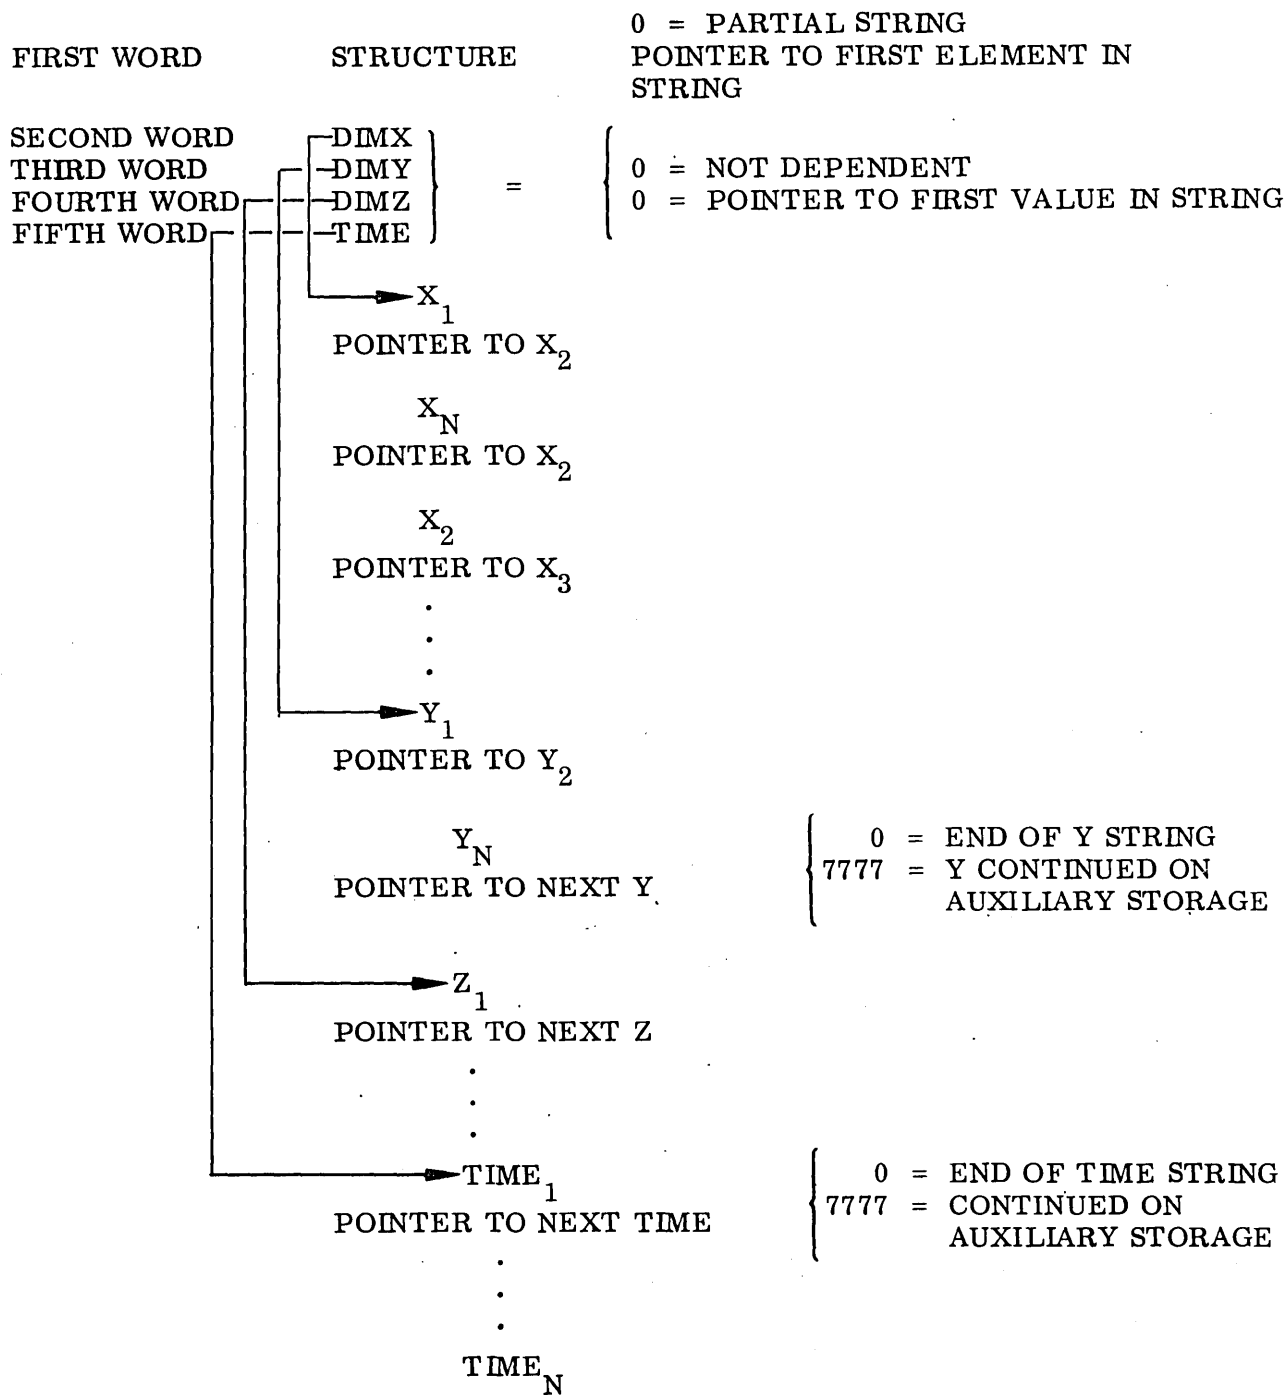 0 = PARTIAL STRING
FIRST WORD STRUCTURE POINTER TO FIRST ELEMENT IN
STRING
SECOND WORD DIMX
THIRD WORD DIMY 0 = NOT DEPENDENT
FOURTH WORD DIMZ = 0 = POINTER TO FIRST VALUE IN STRING
FIFTH WORD TIME
X1
POINTER TO X2
XN
POINTER TO X2
X2
POINTER TO X3
.
.
.
Y1
POINTER TO Y2
YN 0 = END OF Y STRING
7777 = Y CONTINUED ON
POINTER TO NEXT Y AUXILIARY STORAGE
Z1
POINTER TO NEXT Z
.
.
.
TIME1 0 = END OF TIME STRING
POINTER TO NEXT TIME 7777 = CONTINUED ON
AUXILIARY STORAGE
.
.
.
TIMEN